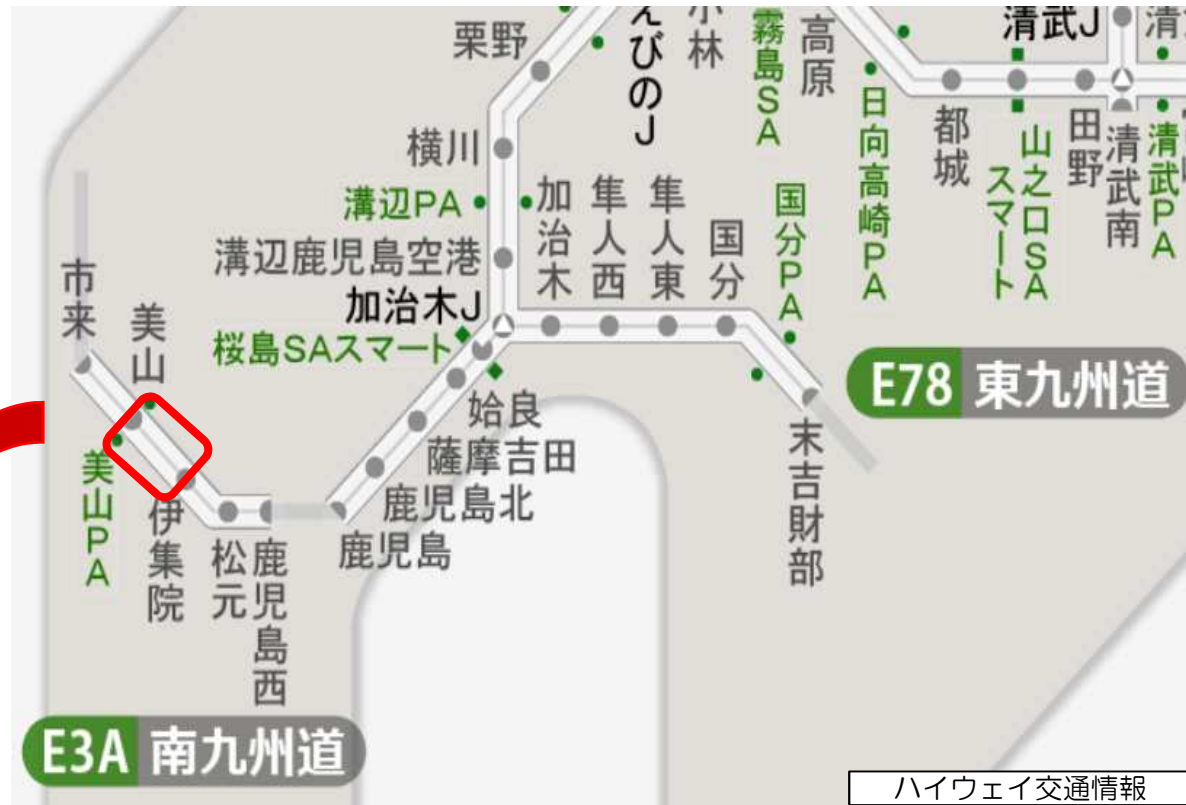 栗野
えびのJ
小林
霧島SA
高原
清武J
日向高崎PA
都城
山之口SA
スマート
田野
清武南
清武PA
横川
溝辺PA
溝辺鹿児島空港
加治木J
桜島SAスマート
加治木
隼人西
隼人東
国分
国分PA
末吉財部
市来
美山
美山PA
伊集院
松元
鹿児島西
鹿児島
鹿児島北
薩摩吉田
姶良
E78 東九州道
E3A 南九州道
ハイウェイ交通情報